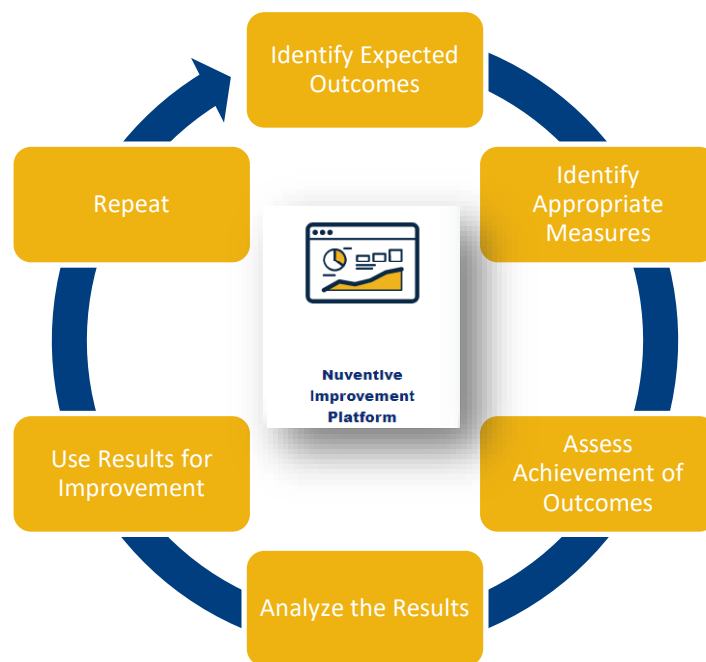 Identify Expected
Outcomes
Identify
Appropriate
Measures
Assess
Achievement of
Outcomes
Analyze the Results
Use Results for
Improvement
Repeat
Nuventive
Improvement
Platform